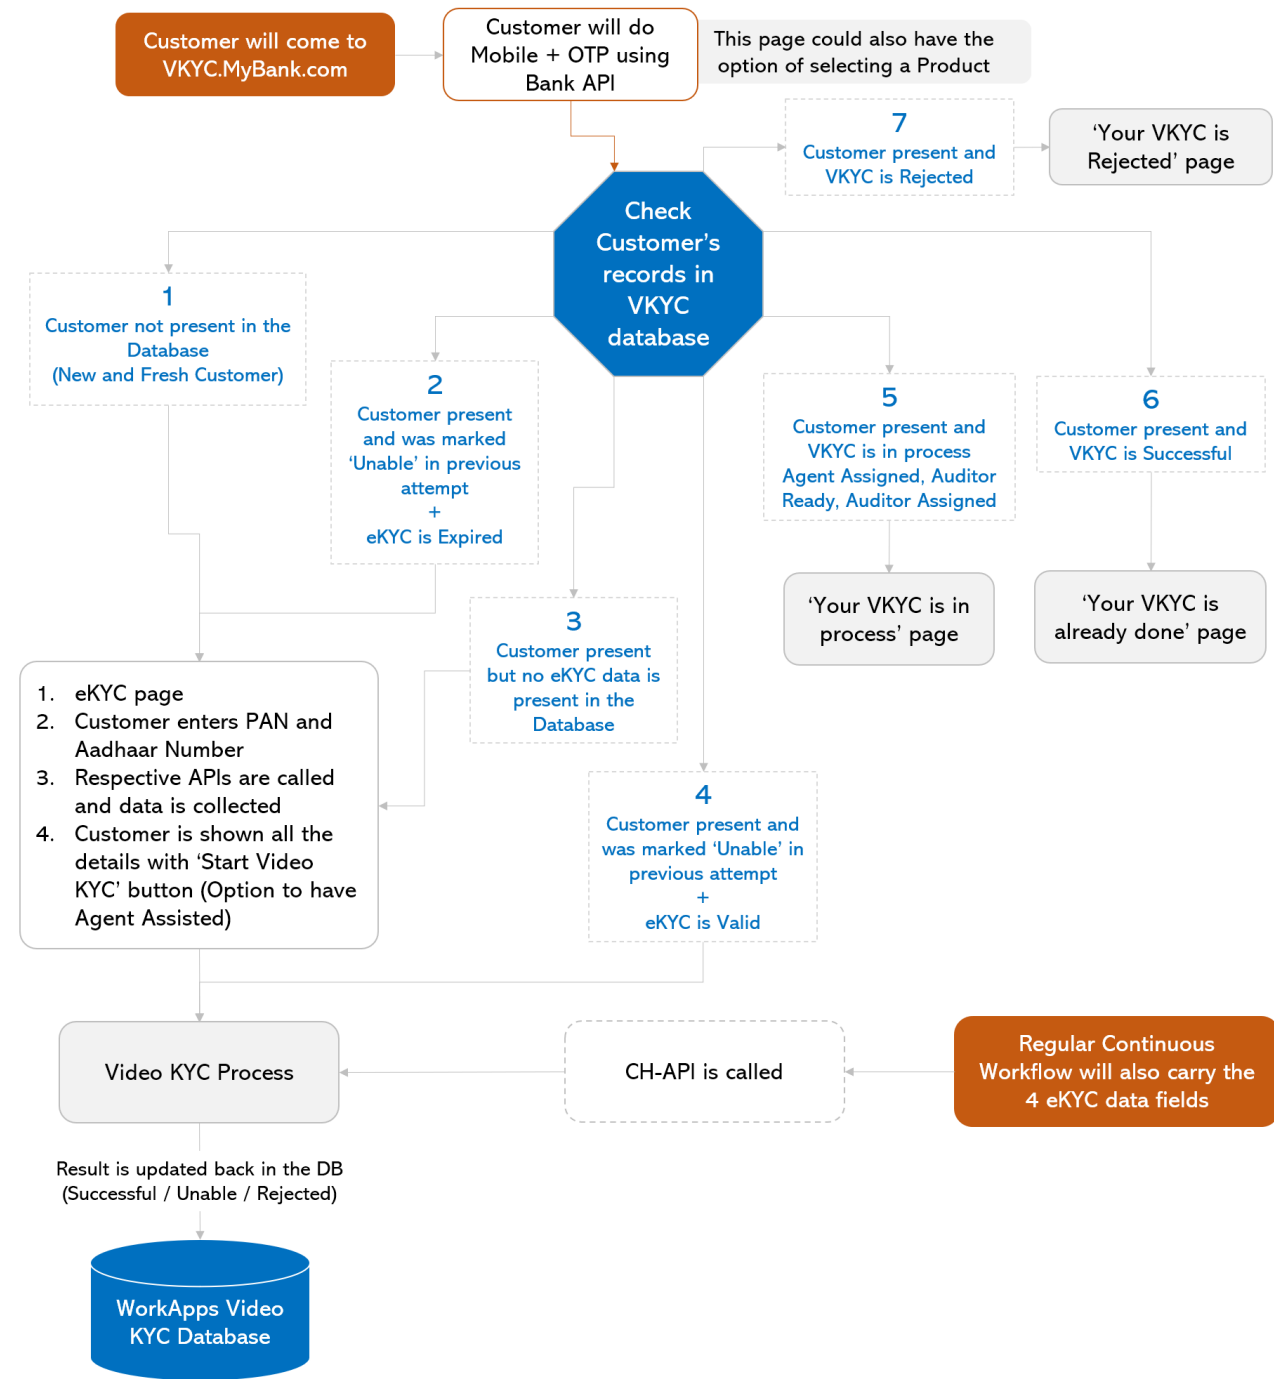 Customer will come to
VKYC.MyBank.com
Customer will do
Mobile + OTP using
Bank API
This page could also have the
option of selecting a Product
7
Customer present and
VKYC is Rejected
‘Your VKYC is
Rejected’ page
Check
Customer’s
records in
VKYC
database
1
Customer not present in the
Database
(New and Fresh Customer)
2
Customer present
and was marked
‘Unable’ in previous
attempt
+
eKYC is Expired
5
Customer present and
VKYC is in process
Agent Assigned, Auditor
Ready, Auditor Assigned
6
Customer present and
VKYC is Successful
‘Your VKYC is in
process’ page
‘Your VKYC is
already done’ page
3
Customer present
but no eKYC data is
present in the
Database
1. eKYC page
2. Customer enters PAN and
Aadhaar Number
3. Respective APIs are called
and data is collected
4. Customer is shown all the
details with ‘Start Video
KYC’ button (Option to have
Agent Assisted)
4
Customer present and
was marked ‘Unable’ in
previous attempt
+
eKYC is Valid
Video KYC Process
CH-API is called
Regular Continuous
Workflow will also carry the
4 eKYC data fields
Result is updated back in the DB
(Successful / Unable / Rejected)
WorkApps Video
KYC Database